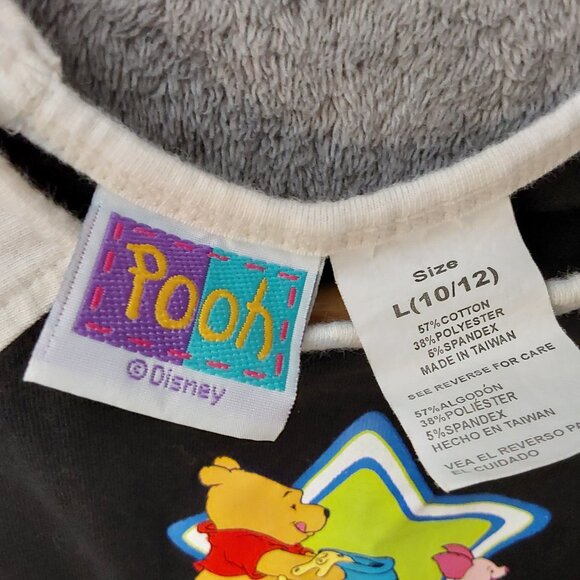 Pooh
©Disney
Size
L(10/12)
57% COTTON
38% POLYESTER
5% SPANDEX
MADE IN TAIWAN
SEE REVERSE FOR CARE
57% ALGODÓN
38% POLIÉSTER
5% SPANDEX
HECHO EN TAIWAN
VEA EL REVERSO PA
EL CUIDADO